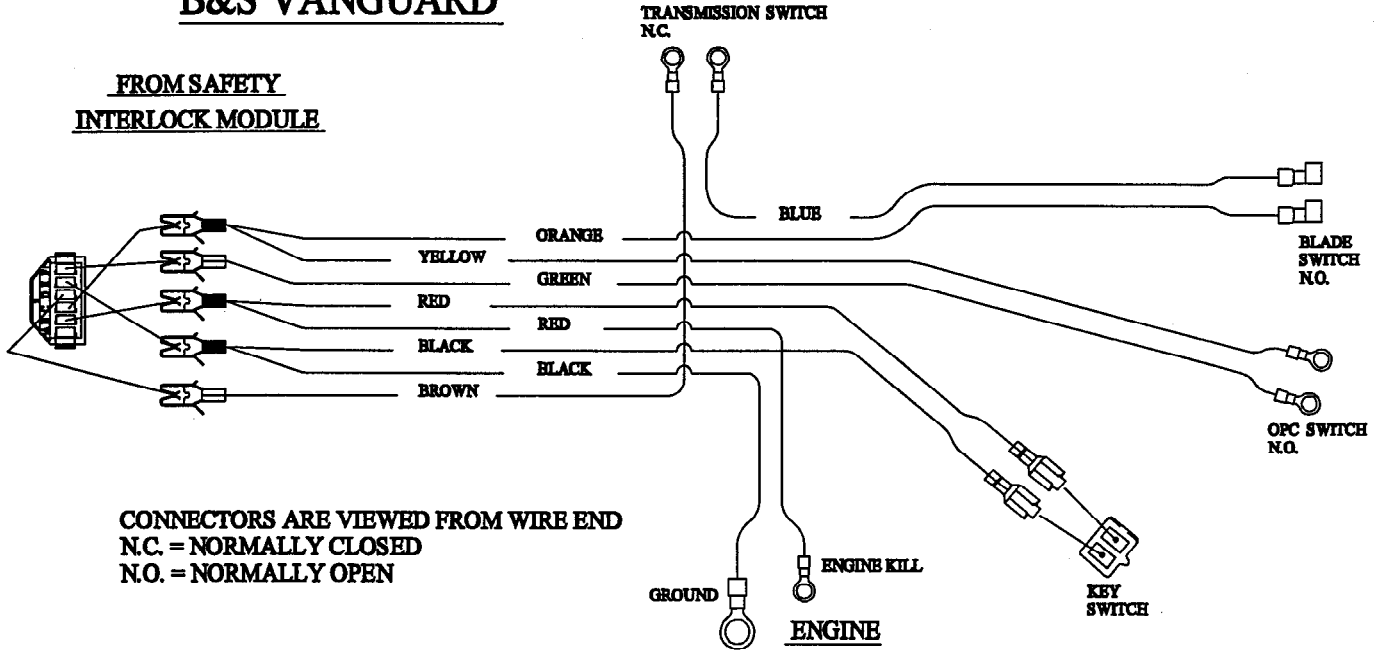 B&S VANGUARD
TRANSMISSION SWITCH
N.C.
FROM SAFETY
INTERLOCK MODULE
BLUE
ORANGE
YELLOW
GREEN
RED
RED
BLACK
BLACK
BROWN
BLADE
SWITCH
N.O.
OPC SWITCH
N.O.
CONNECTORS ARE VIEWED FROM WIRE END
N.C. = NORMALLY CLOSED
N.O. = NORMALLY OPEN
GROUND
ENGINE KILL
ENGINE
KEY
SWITCH